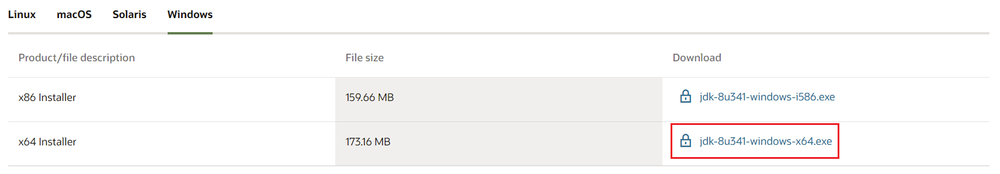 Linux macOS Solaris Windows
Product/file description File size Download
x86 Installer 159.66 MB jdk-8u341-windows-i586.exe
x64 Installer 173.16 MB jdk-8u341-windows-x64.exe